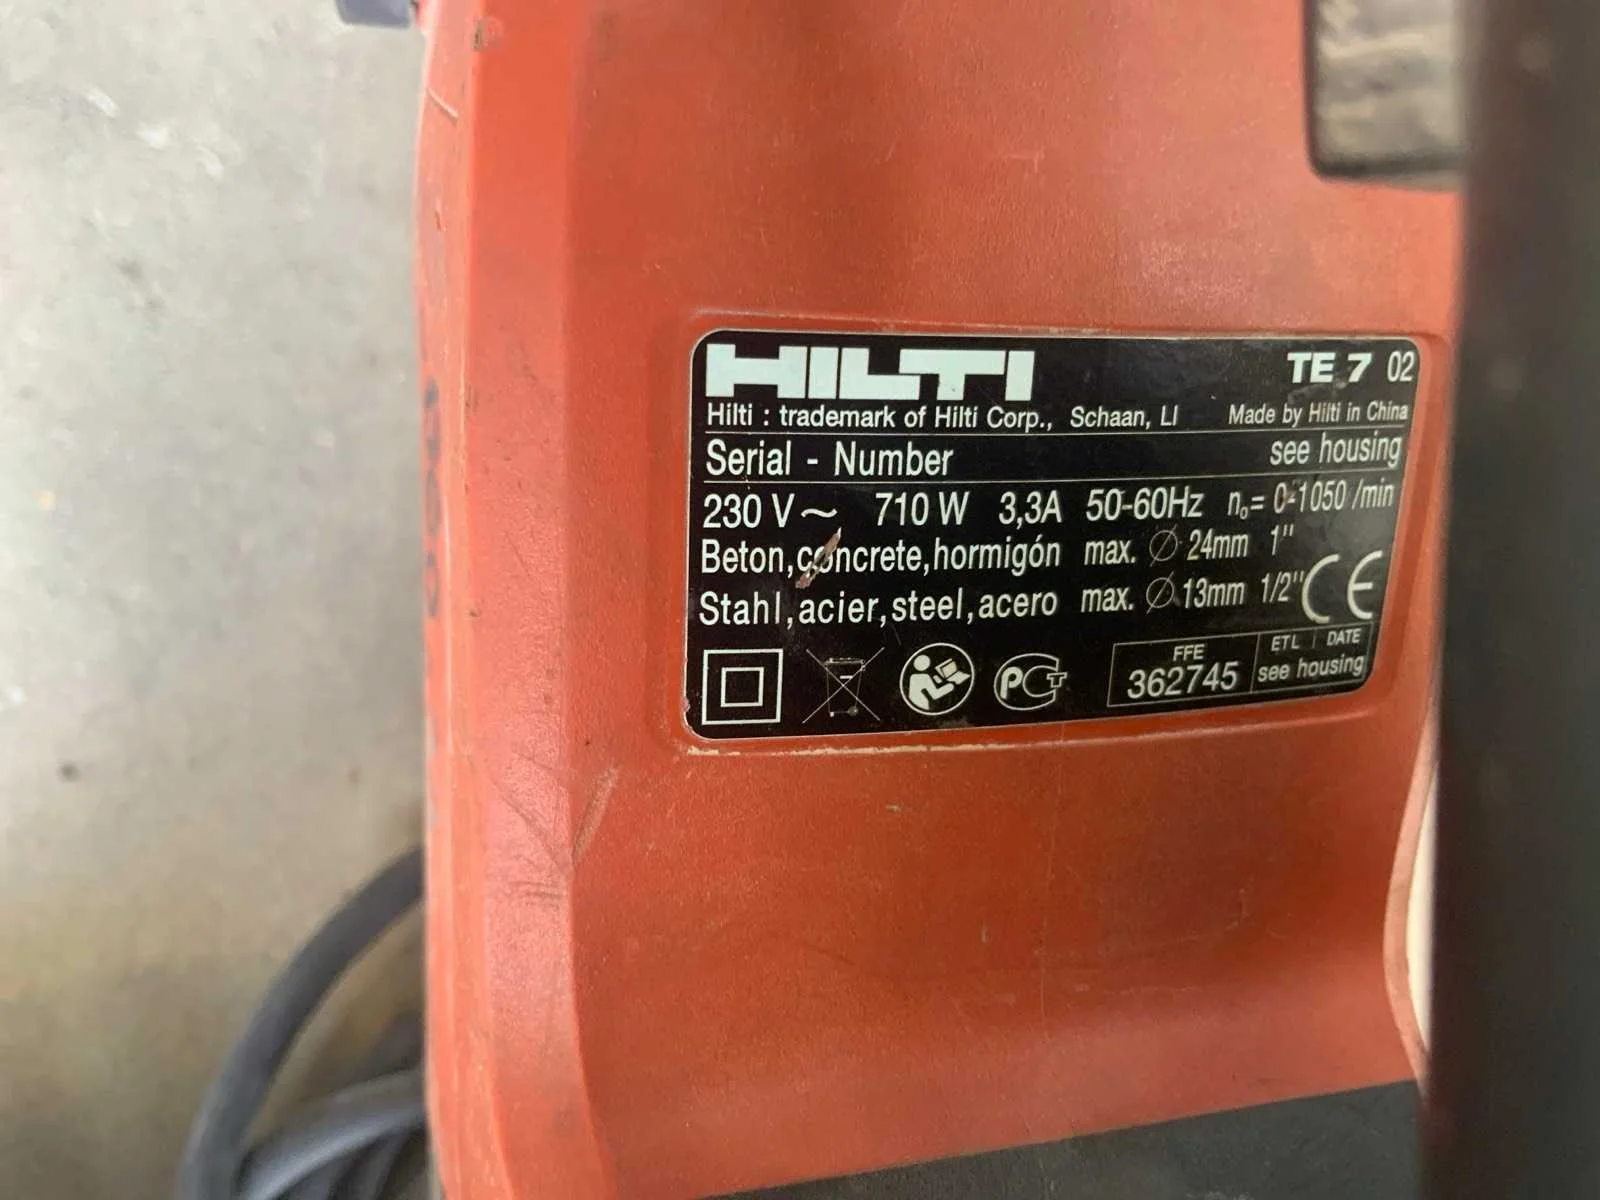 HILTI TE 7 02
Hilti : trademark of Hilti Corp., Schaan, LI Made by Hilti in China
Serial - Number see housing
230 V~ 710 W 3,3A 50-60Hz n₀= 0-1050 /min
Beton,concrete,hormigón max. Ø 24mm 1"
Stahl,acier,steel,acero max. Ø 13mm 1/2" CE
PCT FFE ETL | DATE
362745 see housing